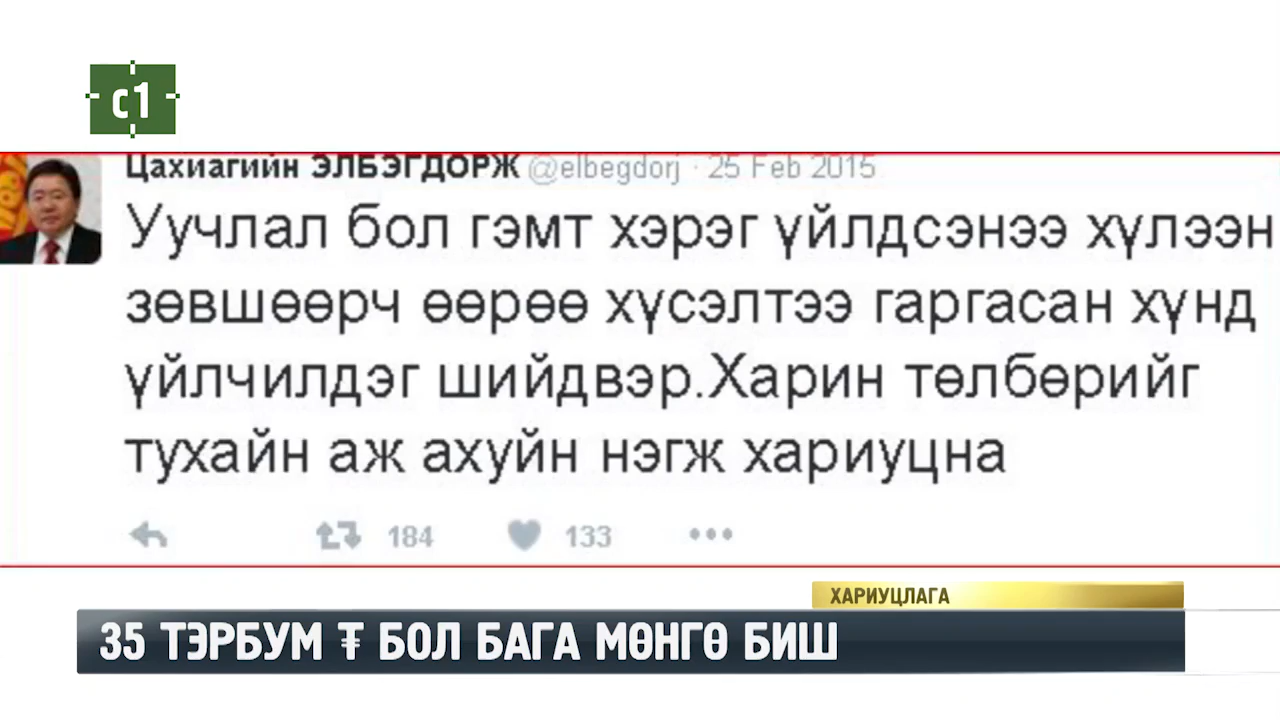 c1
Цахиагийн ЭЛБЭГДОРЖ @elbegdorj · 25 Feb 2015
Уучлал бол гэмт хэрэг үйлдсэнээ хүлээн
зөвшөөрч өөрөө хүсэлтээ гаргасан хүнд
үйлчилдэг шийдвэр.Харин төлбөрийг
тухайн аж ахуйн нэгж хариуцна
184 133
ХАРИУЦЛАГА
35 ТЭРБУМ ₮ БОЛ БАГА МӨНГӨ БИШ